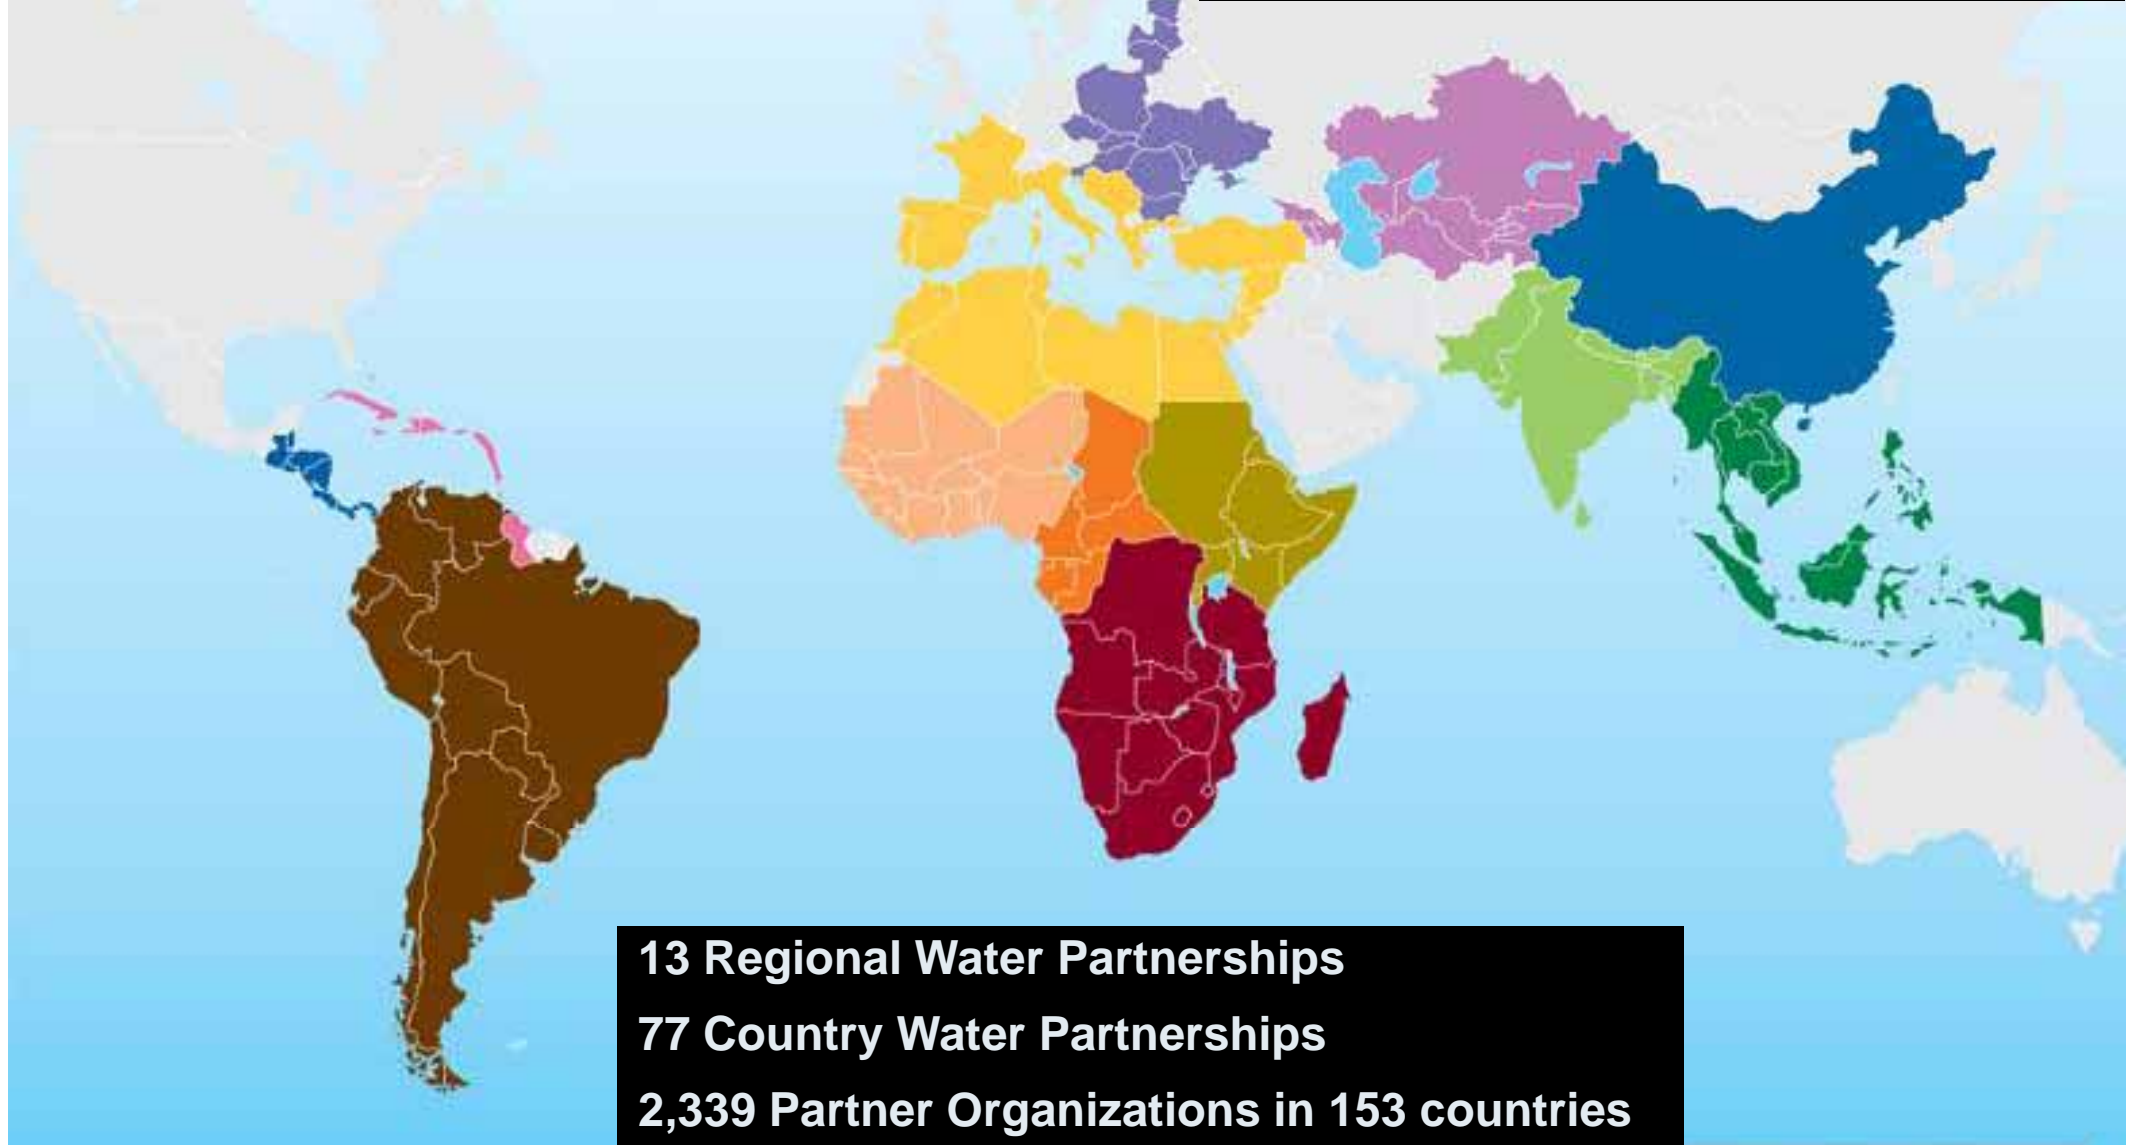 13 Regional Water Partnerships
77 Country Water Partnerships
2,339 Partner Organizations in 153 countries